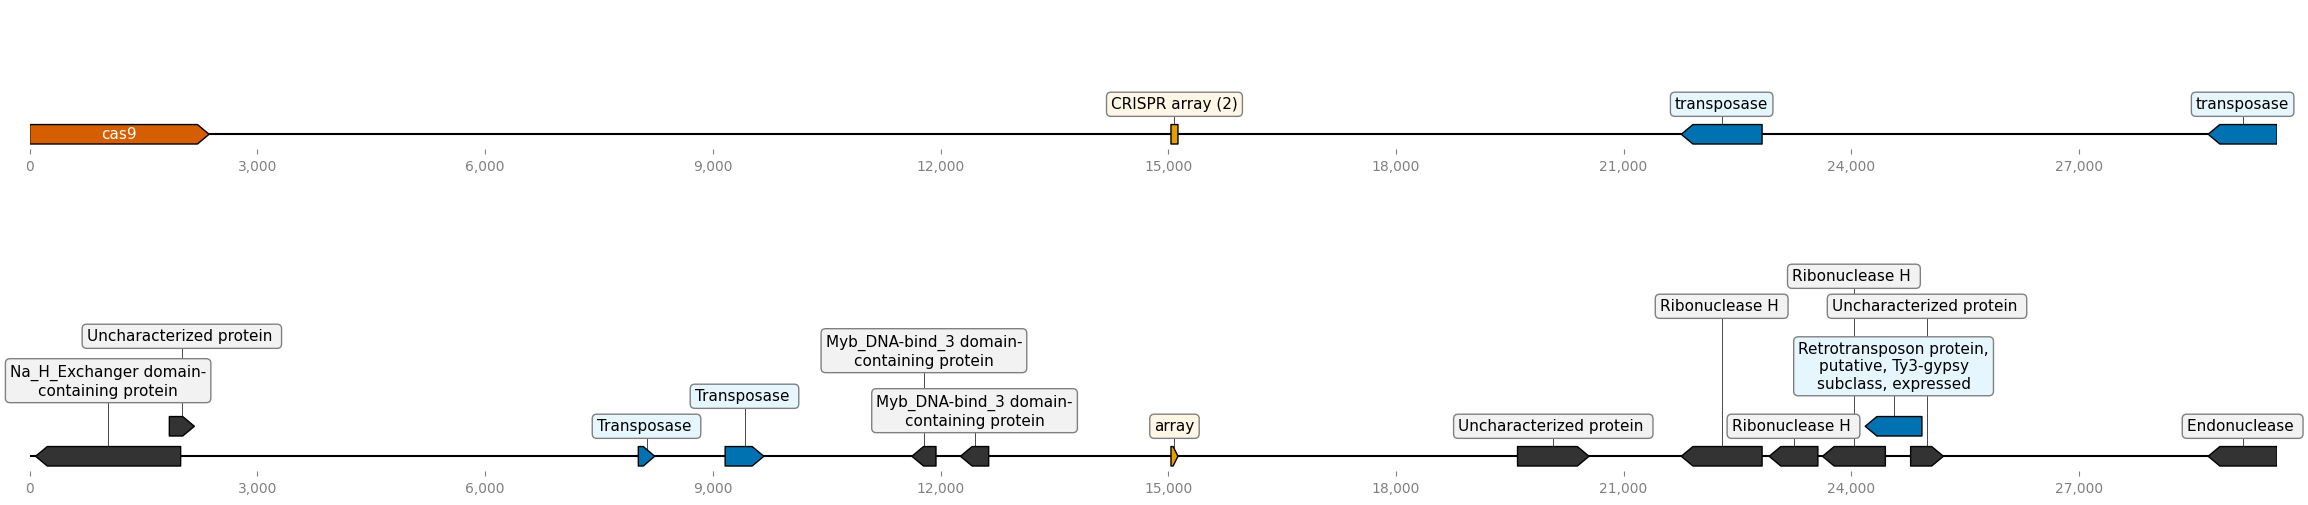 CRISPR array (2)
transposase
transposase
cas9
0
3,000
6,000
9,000
12,000
15,000
18,000
21,000
24,000
27,000
Ribonuclease H
Ribonuclease H
Uncharacterized protein
Uncharacterized protein
Myb_DNA-bind_3 domain-
containing protein
Retrotransposon protein,
putative, Ty3-gypsy
subclass, expressed
Na_H_Exchanger domain-
containing protein
Transposase
Myb_DNA-bind_3 domain-
containing protein
Transposase
array
Uncharacterized protein
Ribonuclease H
Endonuclease
0
3,000
6,000
9,000
12,000
15,000
18,000
21,000
24,000
27,000